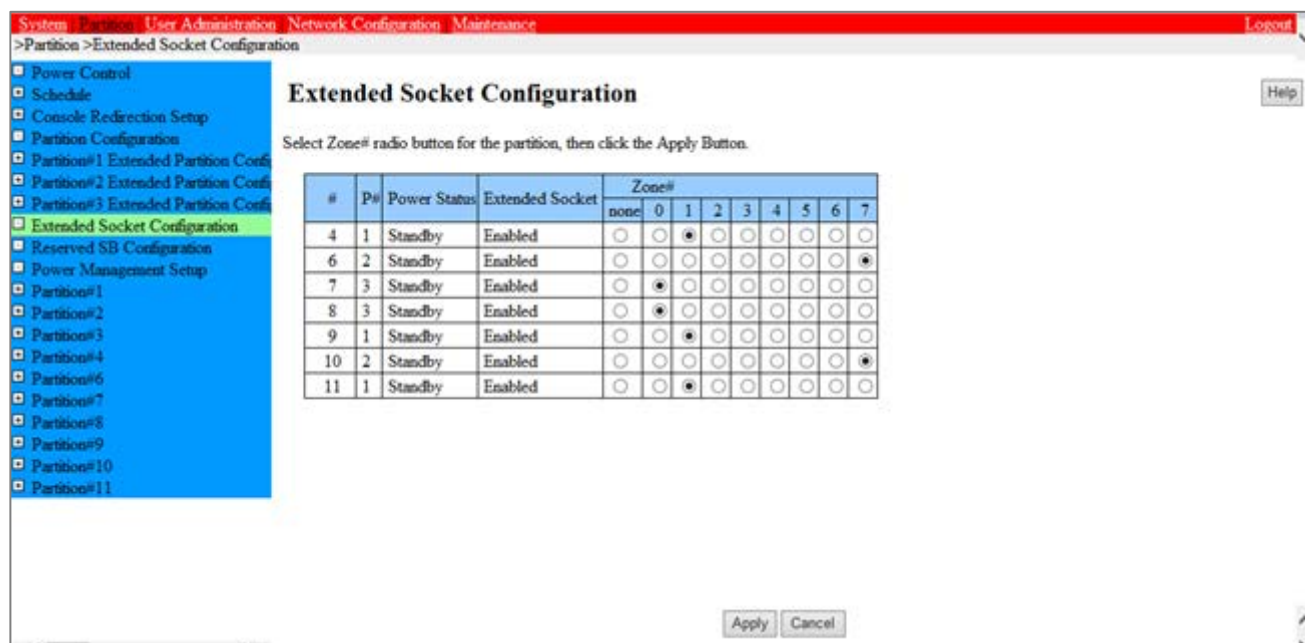 System Partition User Administration Network Configuration Maintenance Logout
>Partition >Extended Socket Configuration
Power Control
Schedule
Console Redirection Setup
Partition Configuration
Partition#1 Extended Partition Confi
Partition#2 Extended Partition Confi
Partition#3 Extended Partition Confi
Extended Socket Configuration
Reserved SB Configuration
Power Management Setup
Partition#1
Partition#2
Partition#3
Partition#4
Partition#6
Partition#7
Partition#8
Partition#9
Partition#10
Partition#11
Extended Socket Configuration
Help
Select Zone# radio button for the partition, then click the Apply Button.
# P# Power Status Extended Socket Zone#
none 0 1 2 3 4 5 6 7
4 1 Standby Enabled
6 2 Standby Enabled
7 3 Standby Enabled
8 3 Standby Enabled
9 1 Standby Enabled
10 2 Standby Enabled
11 1 Standby Enabled
Apply Cancel